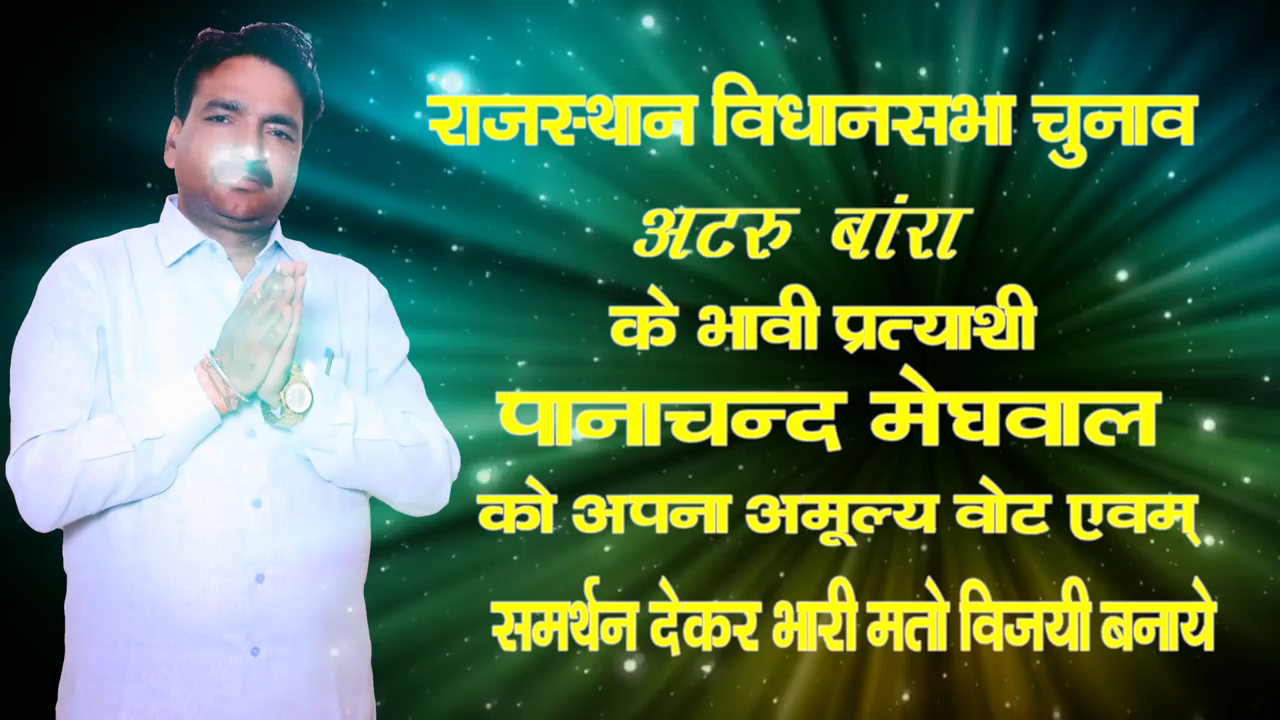 राजस्थान विधानसभा चुनाव
अटरु बांरा
के भावी प्रत्याशी
पानाचन्द मेघवाल
को अपना अमूल्य वोट एवम्
समर्थन देकर भारी मतो विजयी बनाये